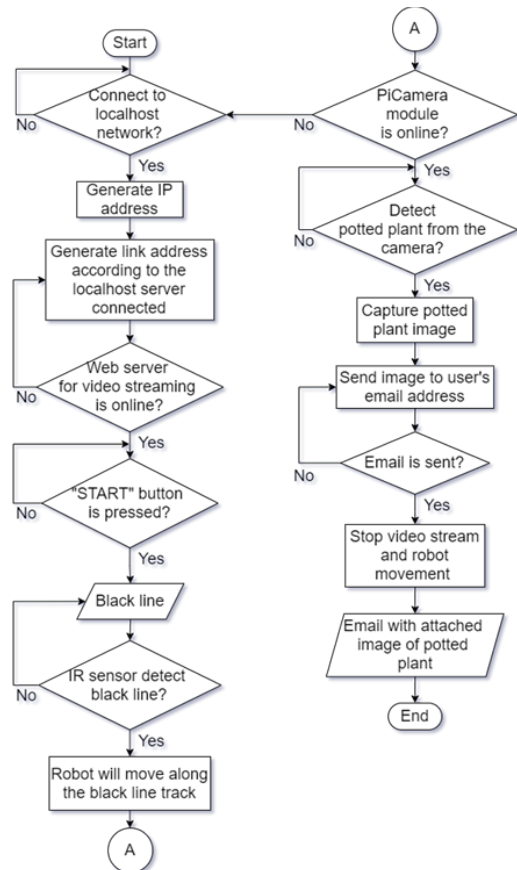 Start
Connect to
localhost
network?
No
Yes
Generate IP
address
Generate link address
according to the
localhost server
connected
Web server
for video streaming
is online?
No
Yes
"START" button
is pressed?
No
Yes
Black line
IR sensor detect
black line?
No
Yes
Robot will move along
the black line track
A
A
PiCamera
module
is online?
No
Yes
Detect
potted plant from the
camera?
No
Yes
Capture potted
plant image
Send image to user's
email address
Email is sent?
No
Yes
Stop video stream
and robot
movement
Email with attached
image of potted
plant
End